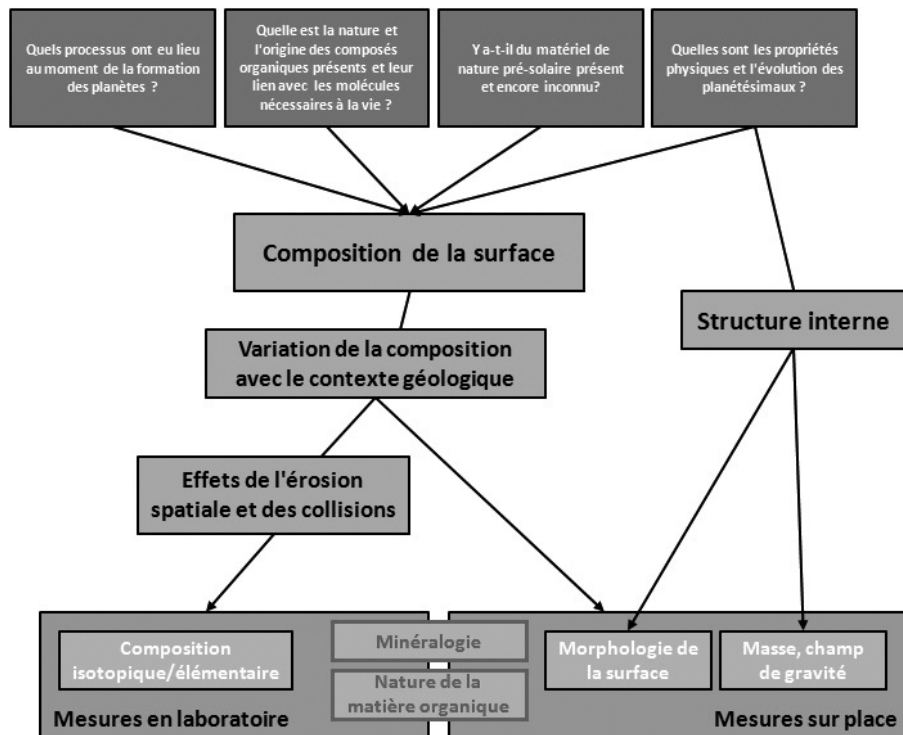 Quels processus ont eu lieu
au moment de la formation
des planètes ?
Quelle est la nature et
l'origine des composés
organiques présents et leur
lien avec les molécules
nécessaires à la vie ?
Y a-t-il du matériel de
nature pré-solaire présent
et encore inconnu?
Quelles sont les propriétés
physiques et l'évolution des
planétésimaux ?
Composition de la surface
Structure interne
Variation de la composition
avec le contexte géologique
Effets de l'érosion
spatiale et des collisions
Composition
isotopique/élémentaire
Minéralogie
Nature de la
matière organique
Morphologie de
la surface
Masse, champ
de gravité
Mesures en laboratoire
Mesures sur place